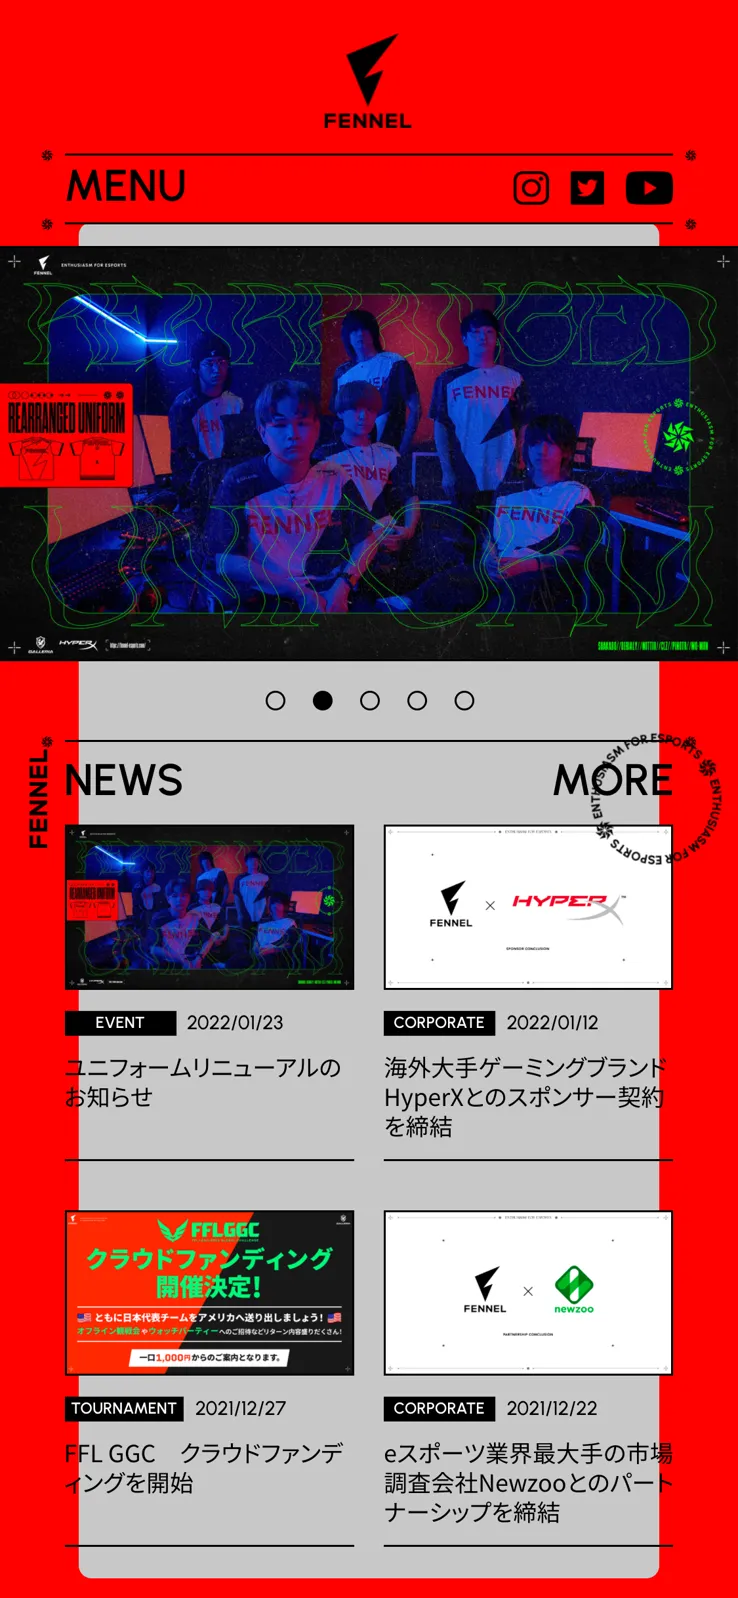 FENNEL
MENU
FENNEL
ENTHUSIASM FOR ESPORTS
REARRANGED
FENNEL
REARRANGED UNIFORM
ENTHUSIASM FOR ESPORTS
FENNEL
FENNEL
FENNE
UNIFORM
GALLERIA
HYPERX
https://fennel-esports.com/
NEWS
MORE
FENNEL
ENTHUSIASM FOR ESPORTS
ENTHUSIASM FOR ESPORTS
REARRANGED UNIFORM
FENNEL × HYPERX
SPONSOR CONCLUSION
EVENT 2022/01/23
CORPORATE 2022/01/12
ユニフォームリニューアルの
お知らせ
海外大手ゲーミングブランド
HyperXとのスポンサー契約
を締結
FFLGGC
クラウドファンディング
開催決定!
ともに日本代表チームをアメリカへ送り出しましょう!
オフライン観戦会やウォッチパーティーへのご招待などリターン内容盛りだくさん!
一口1,000円からのご案内となります。
FENNEL × newzoo
PARTNERSHIP CONCLUSION
TOURNAMENT 2021/12/27
CORPORATE 2021/12/22
FFL GGC　クラウドファンデ
ィングを開始
eスポーツ業界最大手の市場
調査会社Newzooとのパート
ナーシップを締結